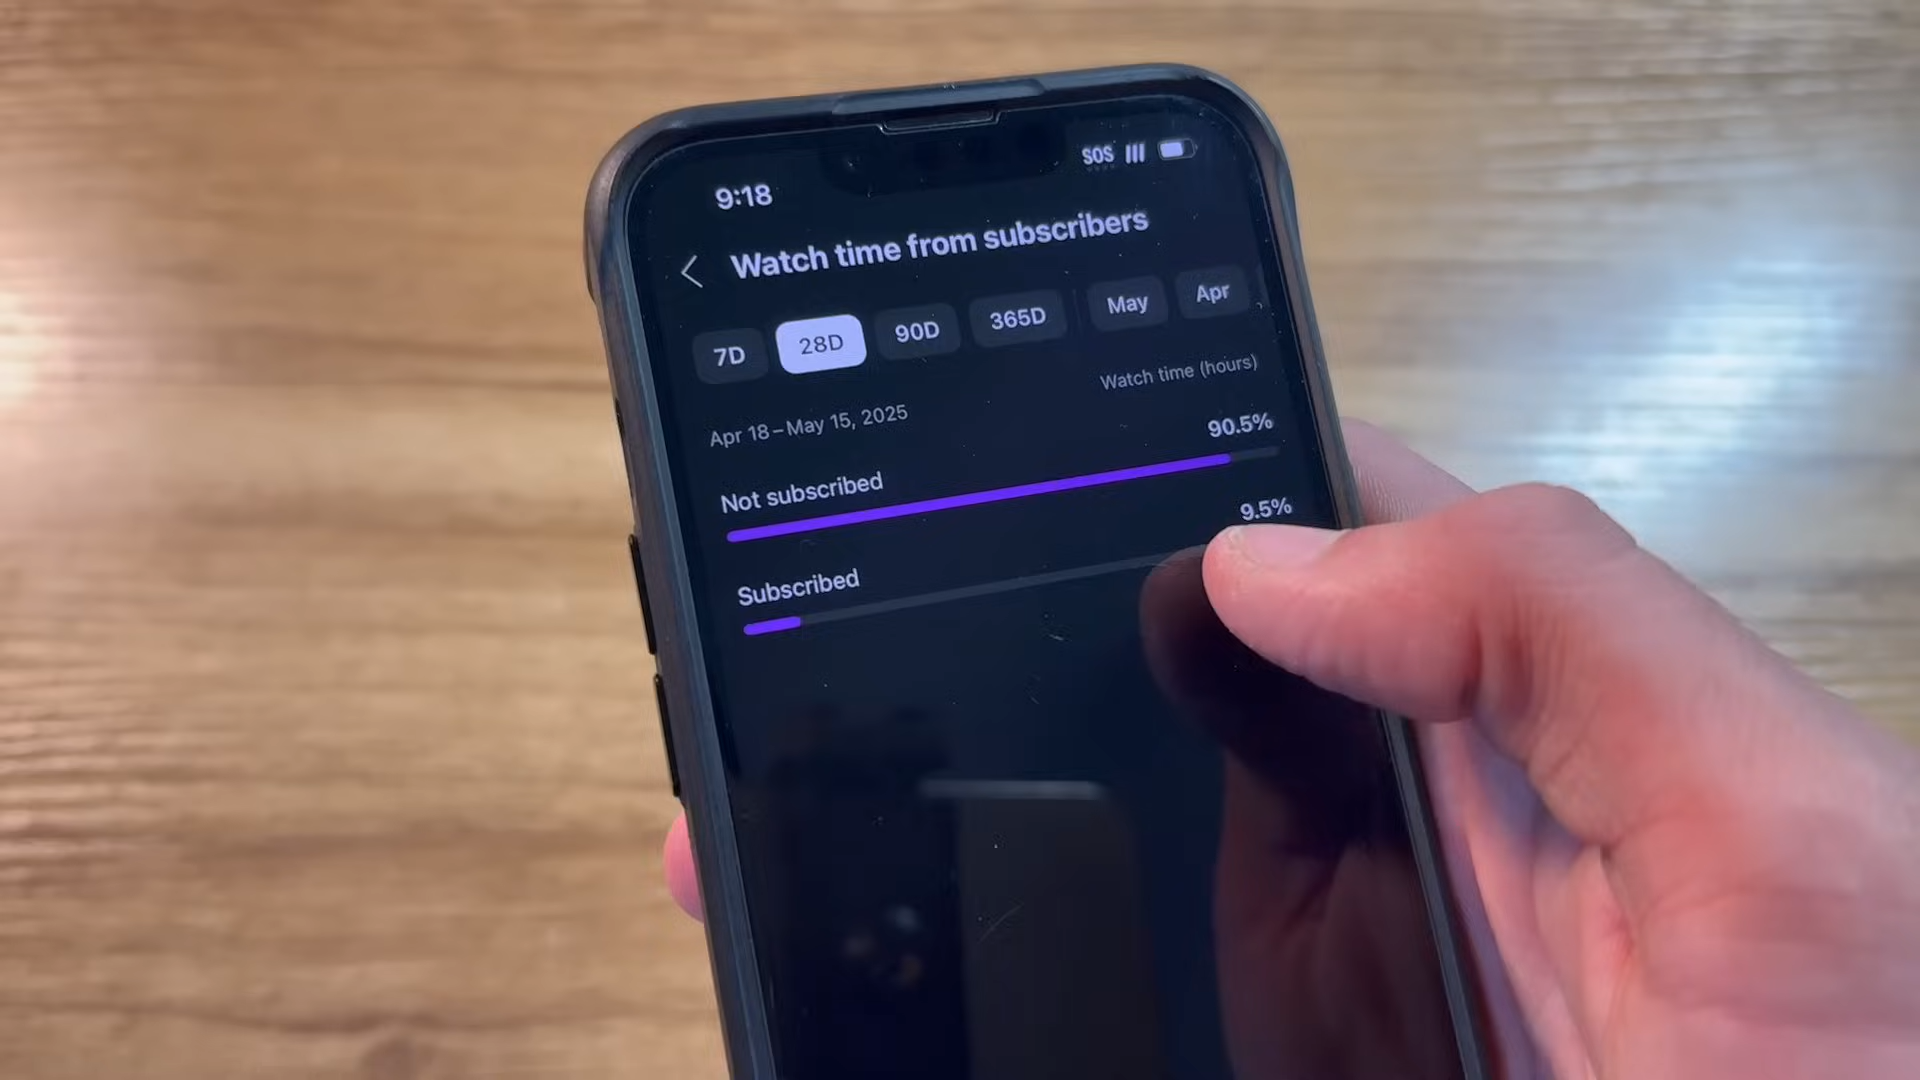 9:18 SOS
Watch time from subscribers
7D 28D 90D 365D May Apr
Watch time (hours)
Apr 18 – May 15, 2025
90.5%
Not subscribed
9.5%
Subscribed